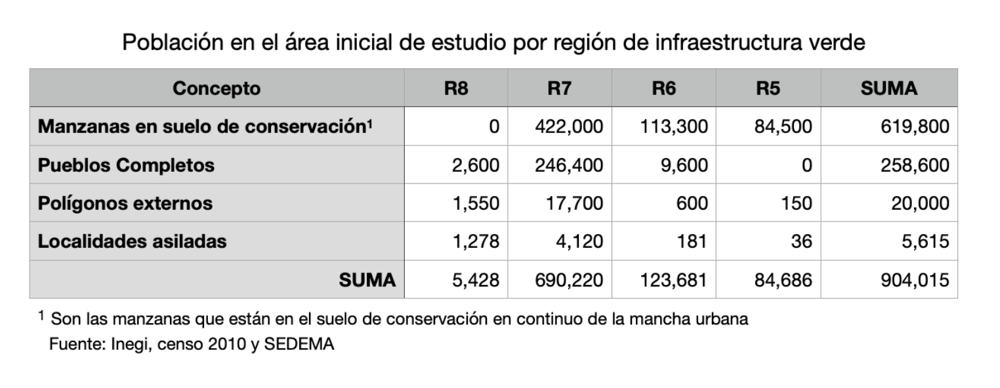 Población en el área inicial de estudio por región de infraestructura verde
Concepto R8 R7 R6 R5 SUMA
Manzanas en suelo de conservación¹ 0 422,000 113,300 84,500 619,800
Pueblos Completos 2,600 246,400 9,600 0 258,600
Polígonos externos 1,550 17,700 600 150 20,000
Localidades asiladas 1,278 4,120 181 36 5,615
SUMA 5,428 690,220 123,681 84,686 904,015
¹ Son las manzanas que están en el suelo de conservación en continuo de la mancha urbana
Fuente: Inegi, censo 2010 y SEDEMA